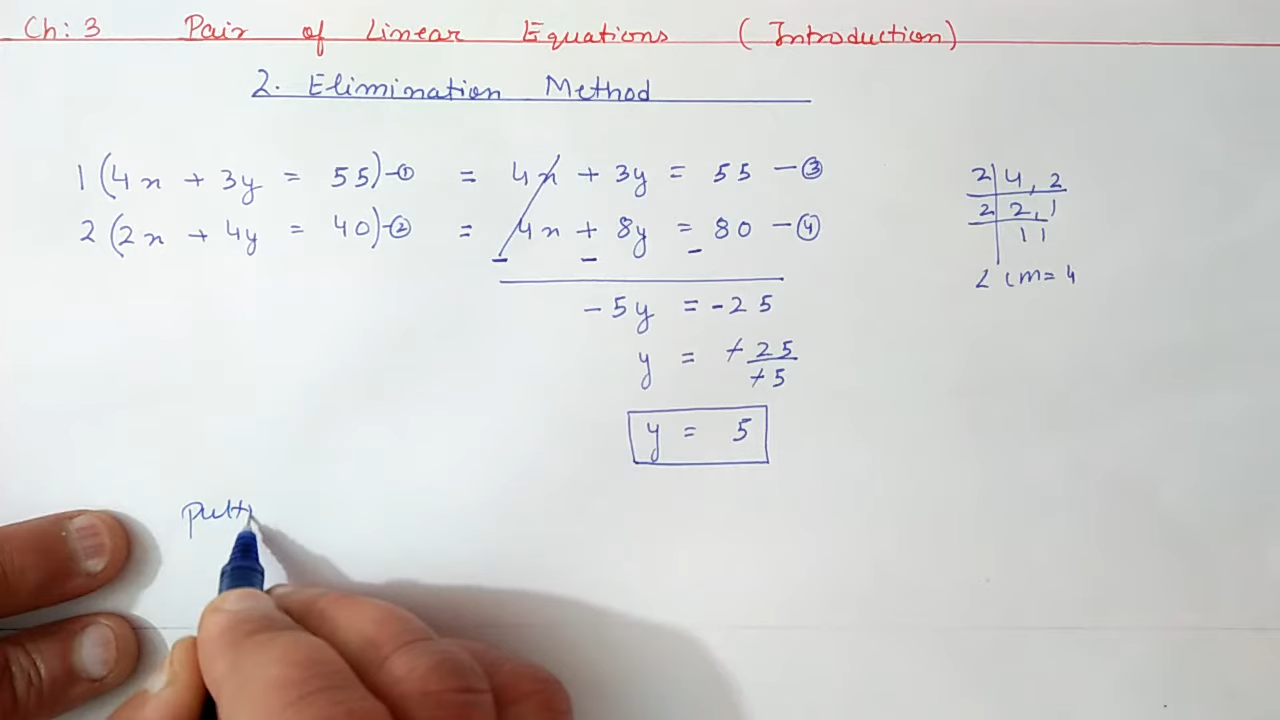 Ch: 3 Pair of Linear Equations (Introduction)
2. Elimination Method
1(4x + 3y = 55) -① = 4x + 3y = 55 -③
2(2x + 4y = 40) -② = 4x + 8y = 80 -④
- - -
-5y = -25
y = +25/+5
y = 5
2|4, 2
2|2, 1
|1 1
LCM = 4